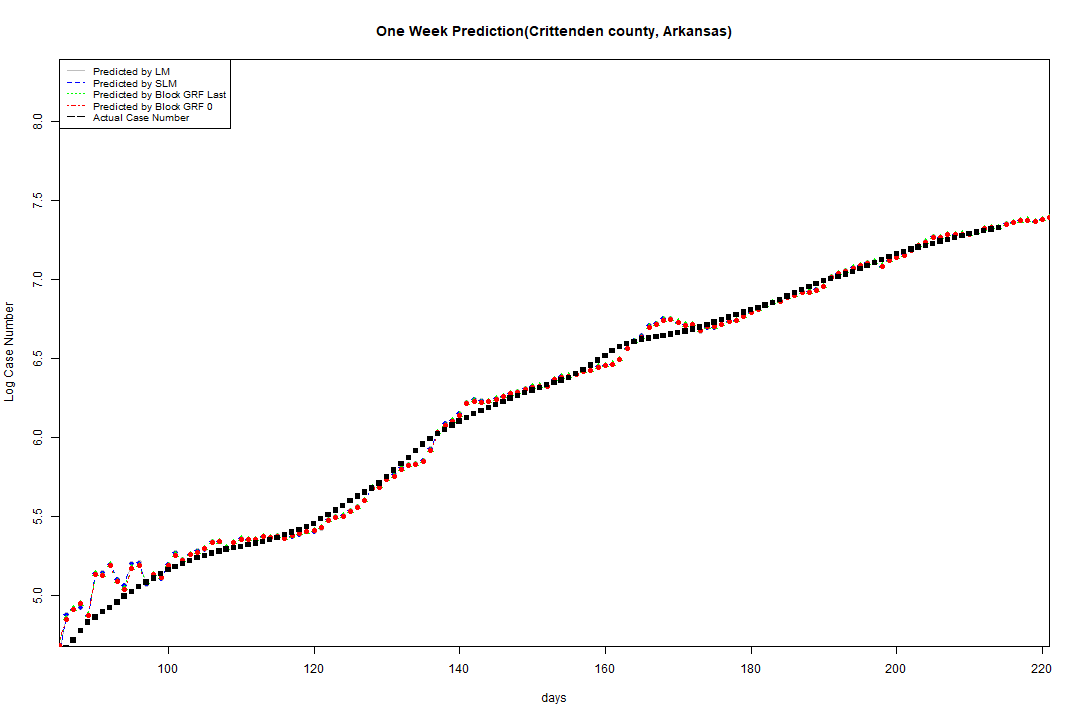 One Week Prediction(Crittenden county, Arkansas)
Predicted by LM
Predicted by SLM
Predicted by Block GRF Last
Predicted by Block GRF 0
Actual Case Number
8.0
7.5
7.0
6.5
6.0
5.5
5.0
Log Case Number
100 120 140 160 180 200 220
days